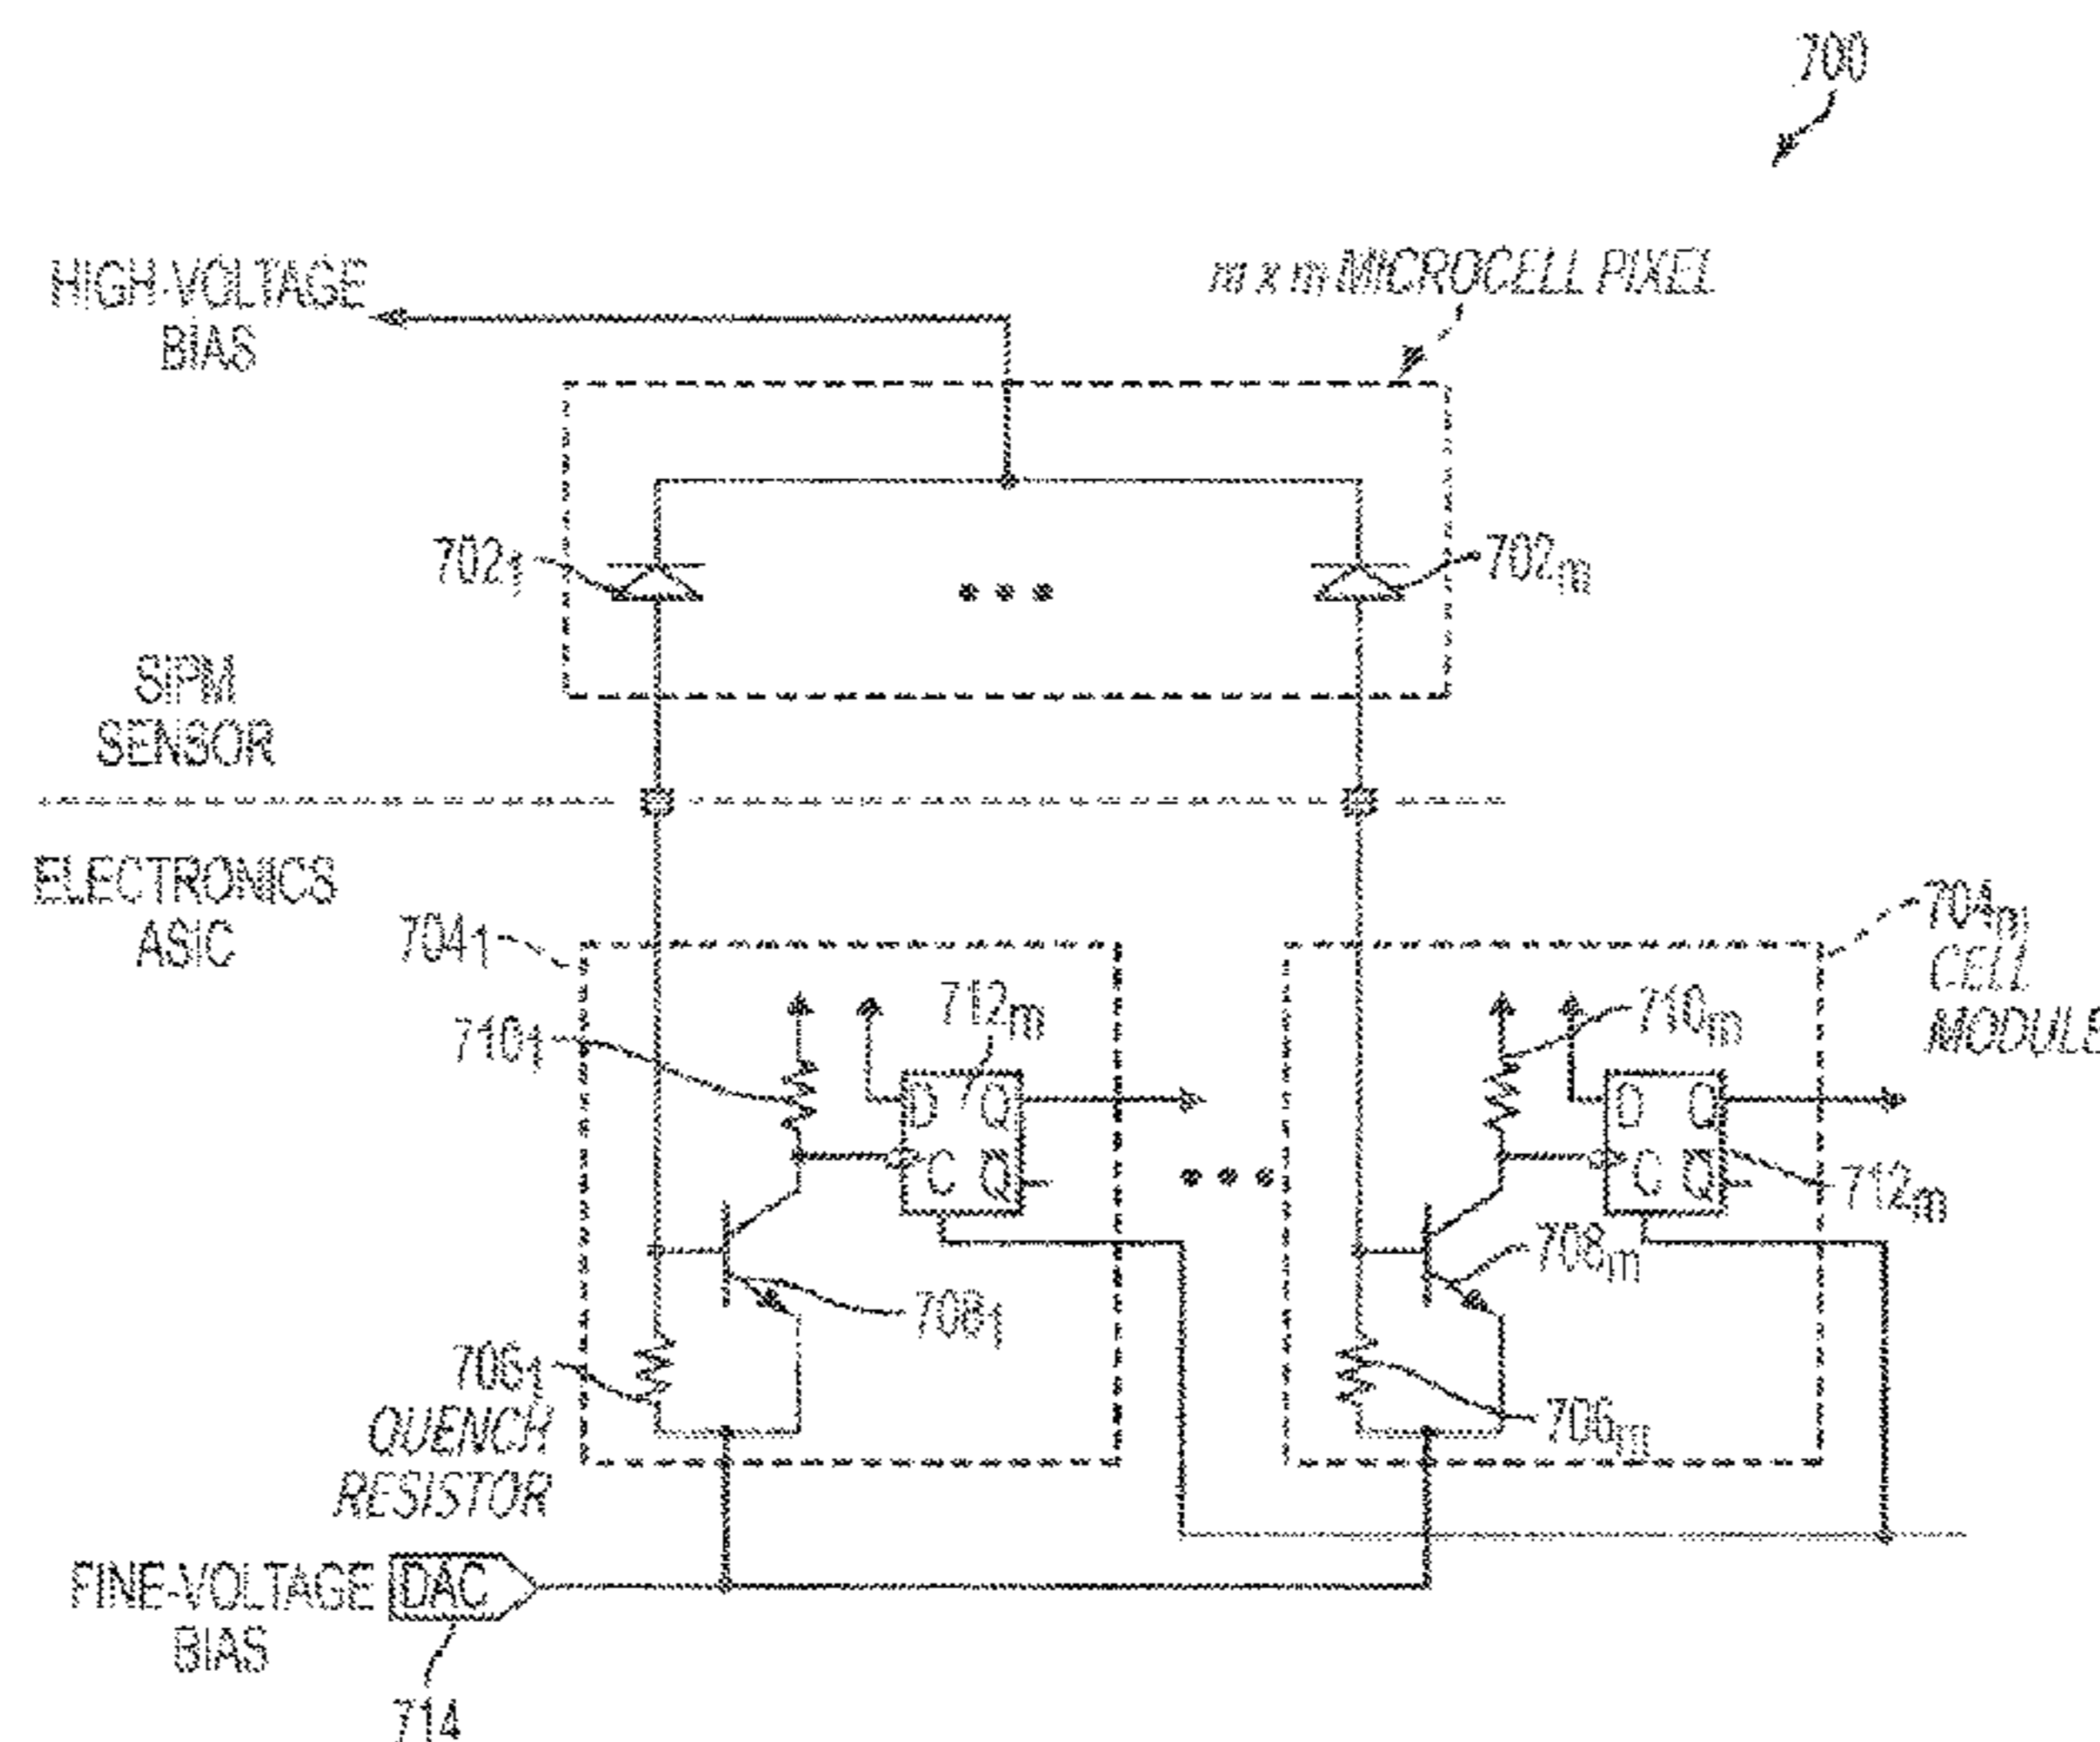 700
HIGH-VOLTAGE
BIAS
m x m MICROCELL PIXEL
702₁
702ₘ
SiPM
SENSOR
ELECTRONICS
ASIC
704₁
704ₘ
CELL
MODULE
712ₘ
710₁
710ₘ
D Q
C Q̅
D Q
C Q̅
712ₘ
708₁
708ₘ
706₁
QUENCH
RESISTOR
706ₘ
FINE-VOLTAGE
BIAS
DAC
714